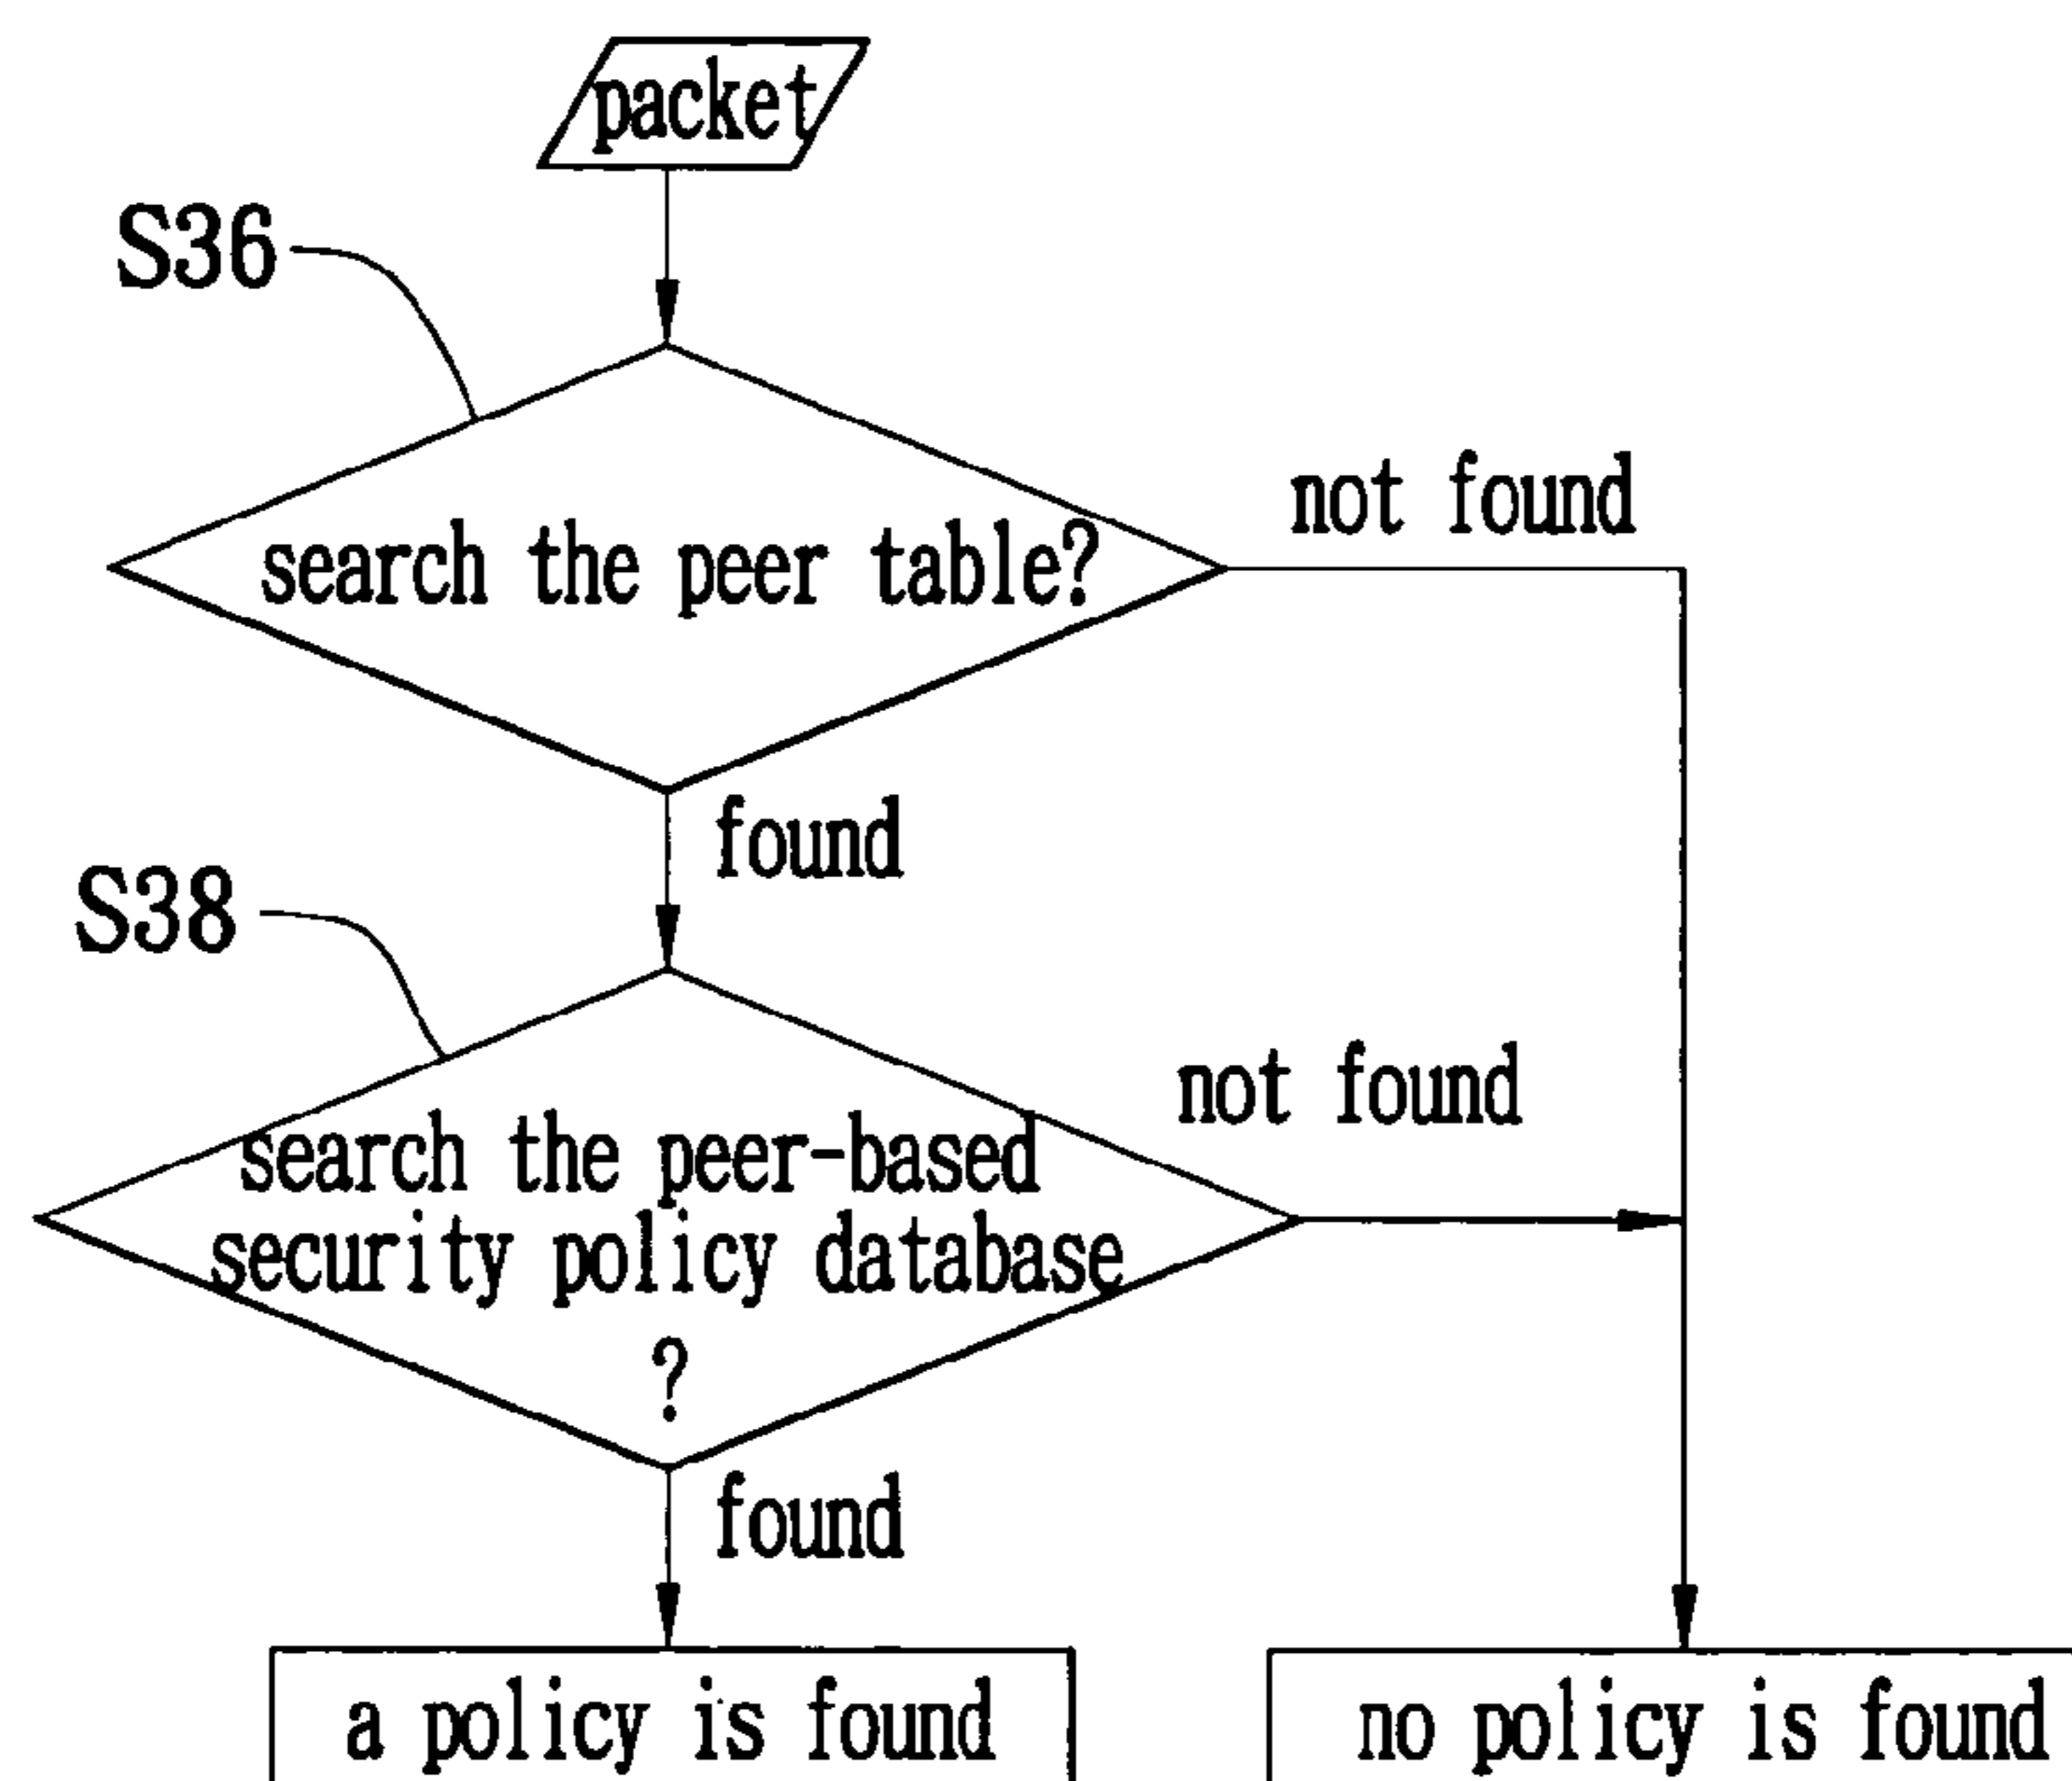 packet
S36
not found
search the peer table?
found
S38
not found
search the peer-based
security policy database
?
found
a policy is found
no policy is found